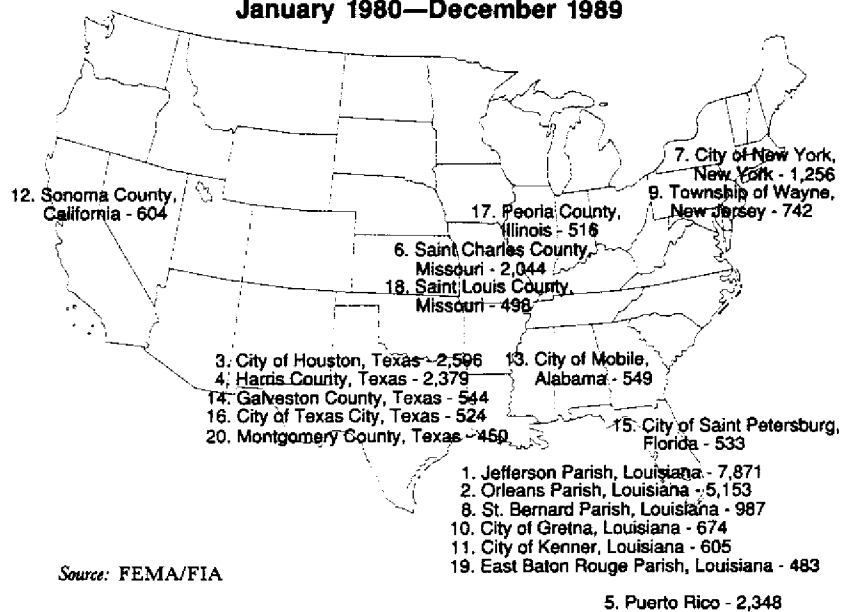 January 1980—December 1989
7. City of New York,
New York - 1,256
12. Sonoma County,
California - 604
9. Township of Wayne,
New Jersey - 742
17. Peoria County,
Illinois - 516
6. Saint Charles County,
Missouri - 2,044
18. Saint Louis County,
Missouri - 498
3. City of Houston, Texas - 2,596
4. Harris County, Texas - 2,379
14. Galveston County, Texas - 544
16. City of Texas City, Texas - 524
20. Montgomery County, Texas - 450
13. City of Mobile,
Alabama - 549
15. City of Saint Petersburg,
Florida - 533
1. Jefferson Parish, Louisiana - 7,871
2. Orleans Parish, Louisiana - 5,153
8. St. Bernard Parish, Louisiana - 987
10. City of Gretna, Louisiana - 674
11. City of Kenner, Louisiana - 605
19. East Baton Rouge Parish, Louisiana - 483
Source: FEMA/FIA
5. Puerto Rico - 2,348